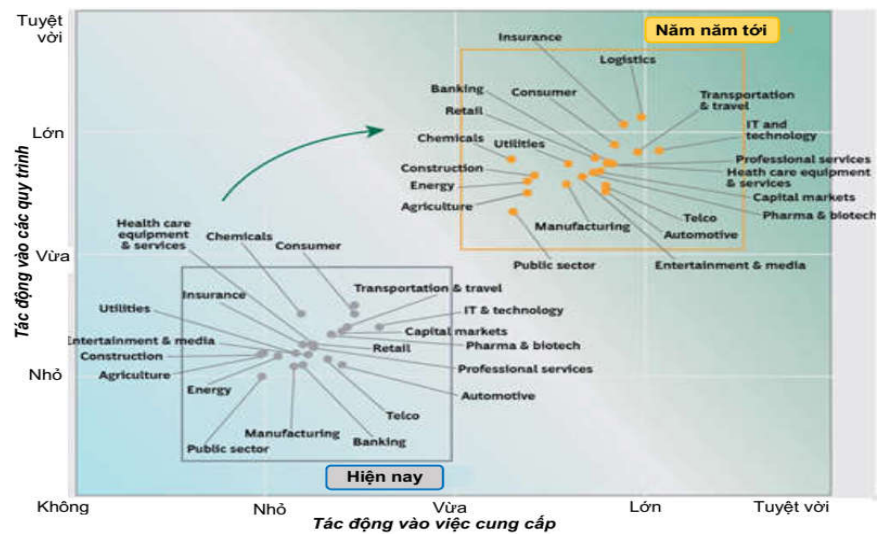 Tuyệt
vời
Năm năm tới
Insurance
Logistics
Banking
Consumer
Transportation
& travel
Retail
Chemicals
Utilities
IT and
technology
Lớn
Construction
Professional services
Energy
Heath care equipment
& services
Agriculture
Capital markets
Pharma & biotech
Manufacturing
Telco
Automotive
Public sector
Entertainment & media
Tác động vào các quy trình
Health care
equipment
& services
Chemicals
Consumer
Vừa
Transportation & travel
Insurance
Utilities
IT & technology
Capital markets
Entertainment & media
Pharma & biotech
Retail
Construction
Professional services
Nhỏ
Agriculture
Energy
Automotive
Telco
Manufacturing
Banking
Public sector
Hiện nay
Không
Nhỏ
Vừa
Lớn
Tuyệt vời
Tác động vào việc cung cấp